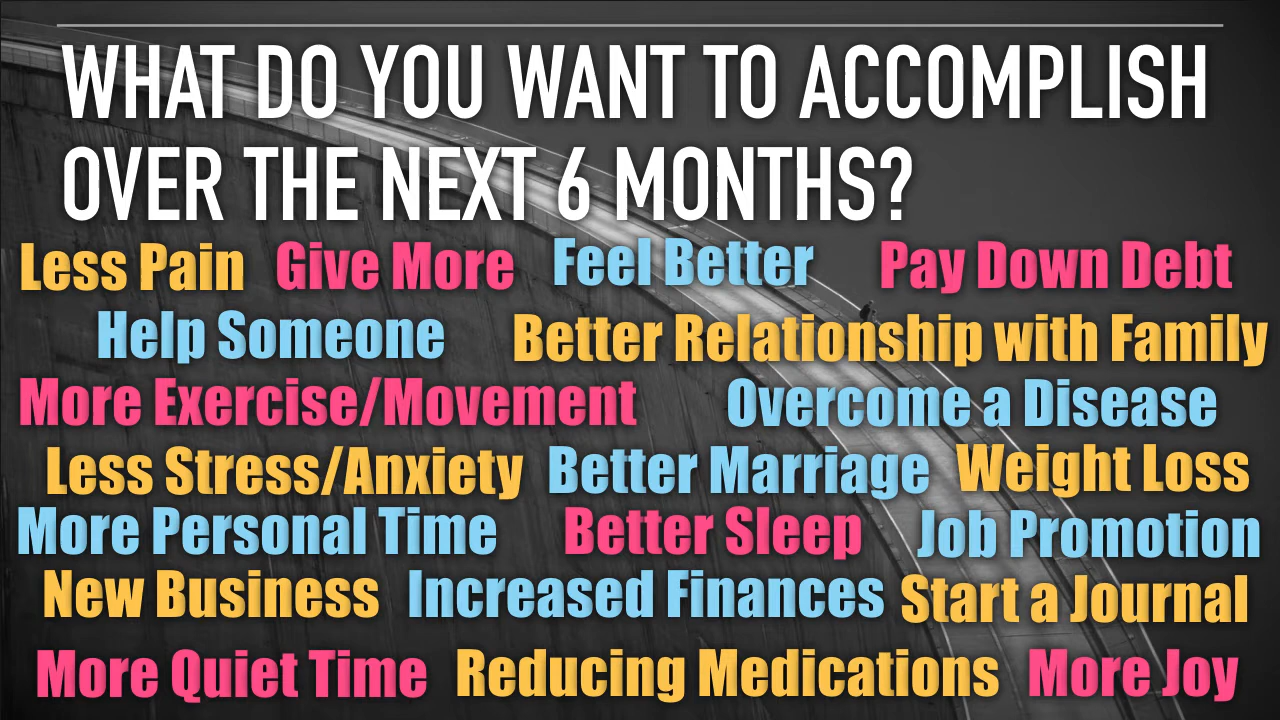 WHAT DO YOU WANT TO ACCOMPLISH
OVER THE NEXT 6 MONTHS?
Less Pain Give More Feel Better Pay Down Debt
Help Someone Better Relationship with Family
More Exercise/Movement Overcome a Disease
Less Stress/Anxiety Better Marriage Weight Loss
More Personal Time Better Sleep Job Promotion
New Business Increased Finances Start a Journal
More Quiet Time Reducing Medications More Joy